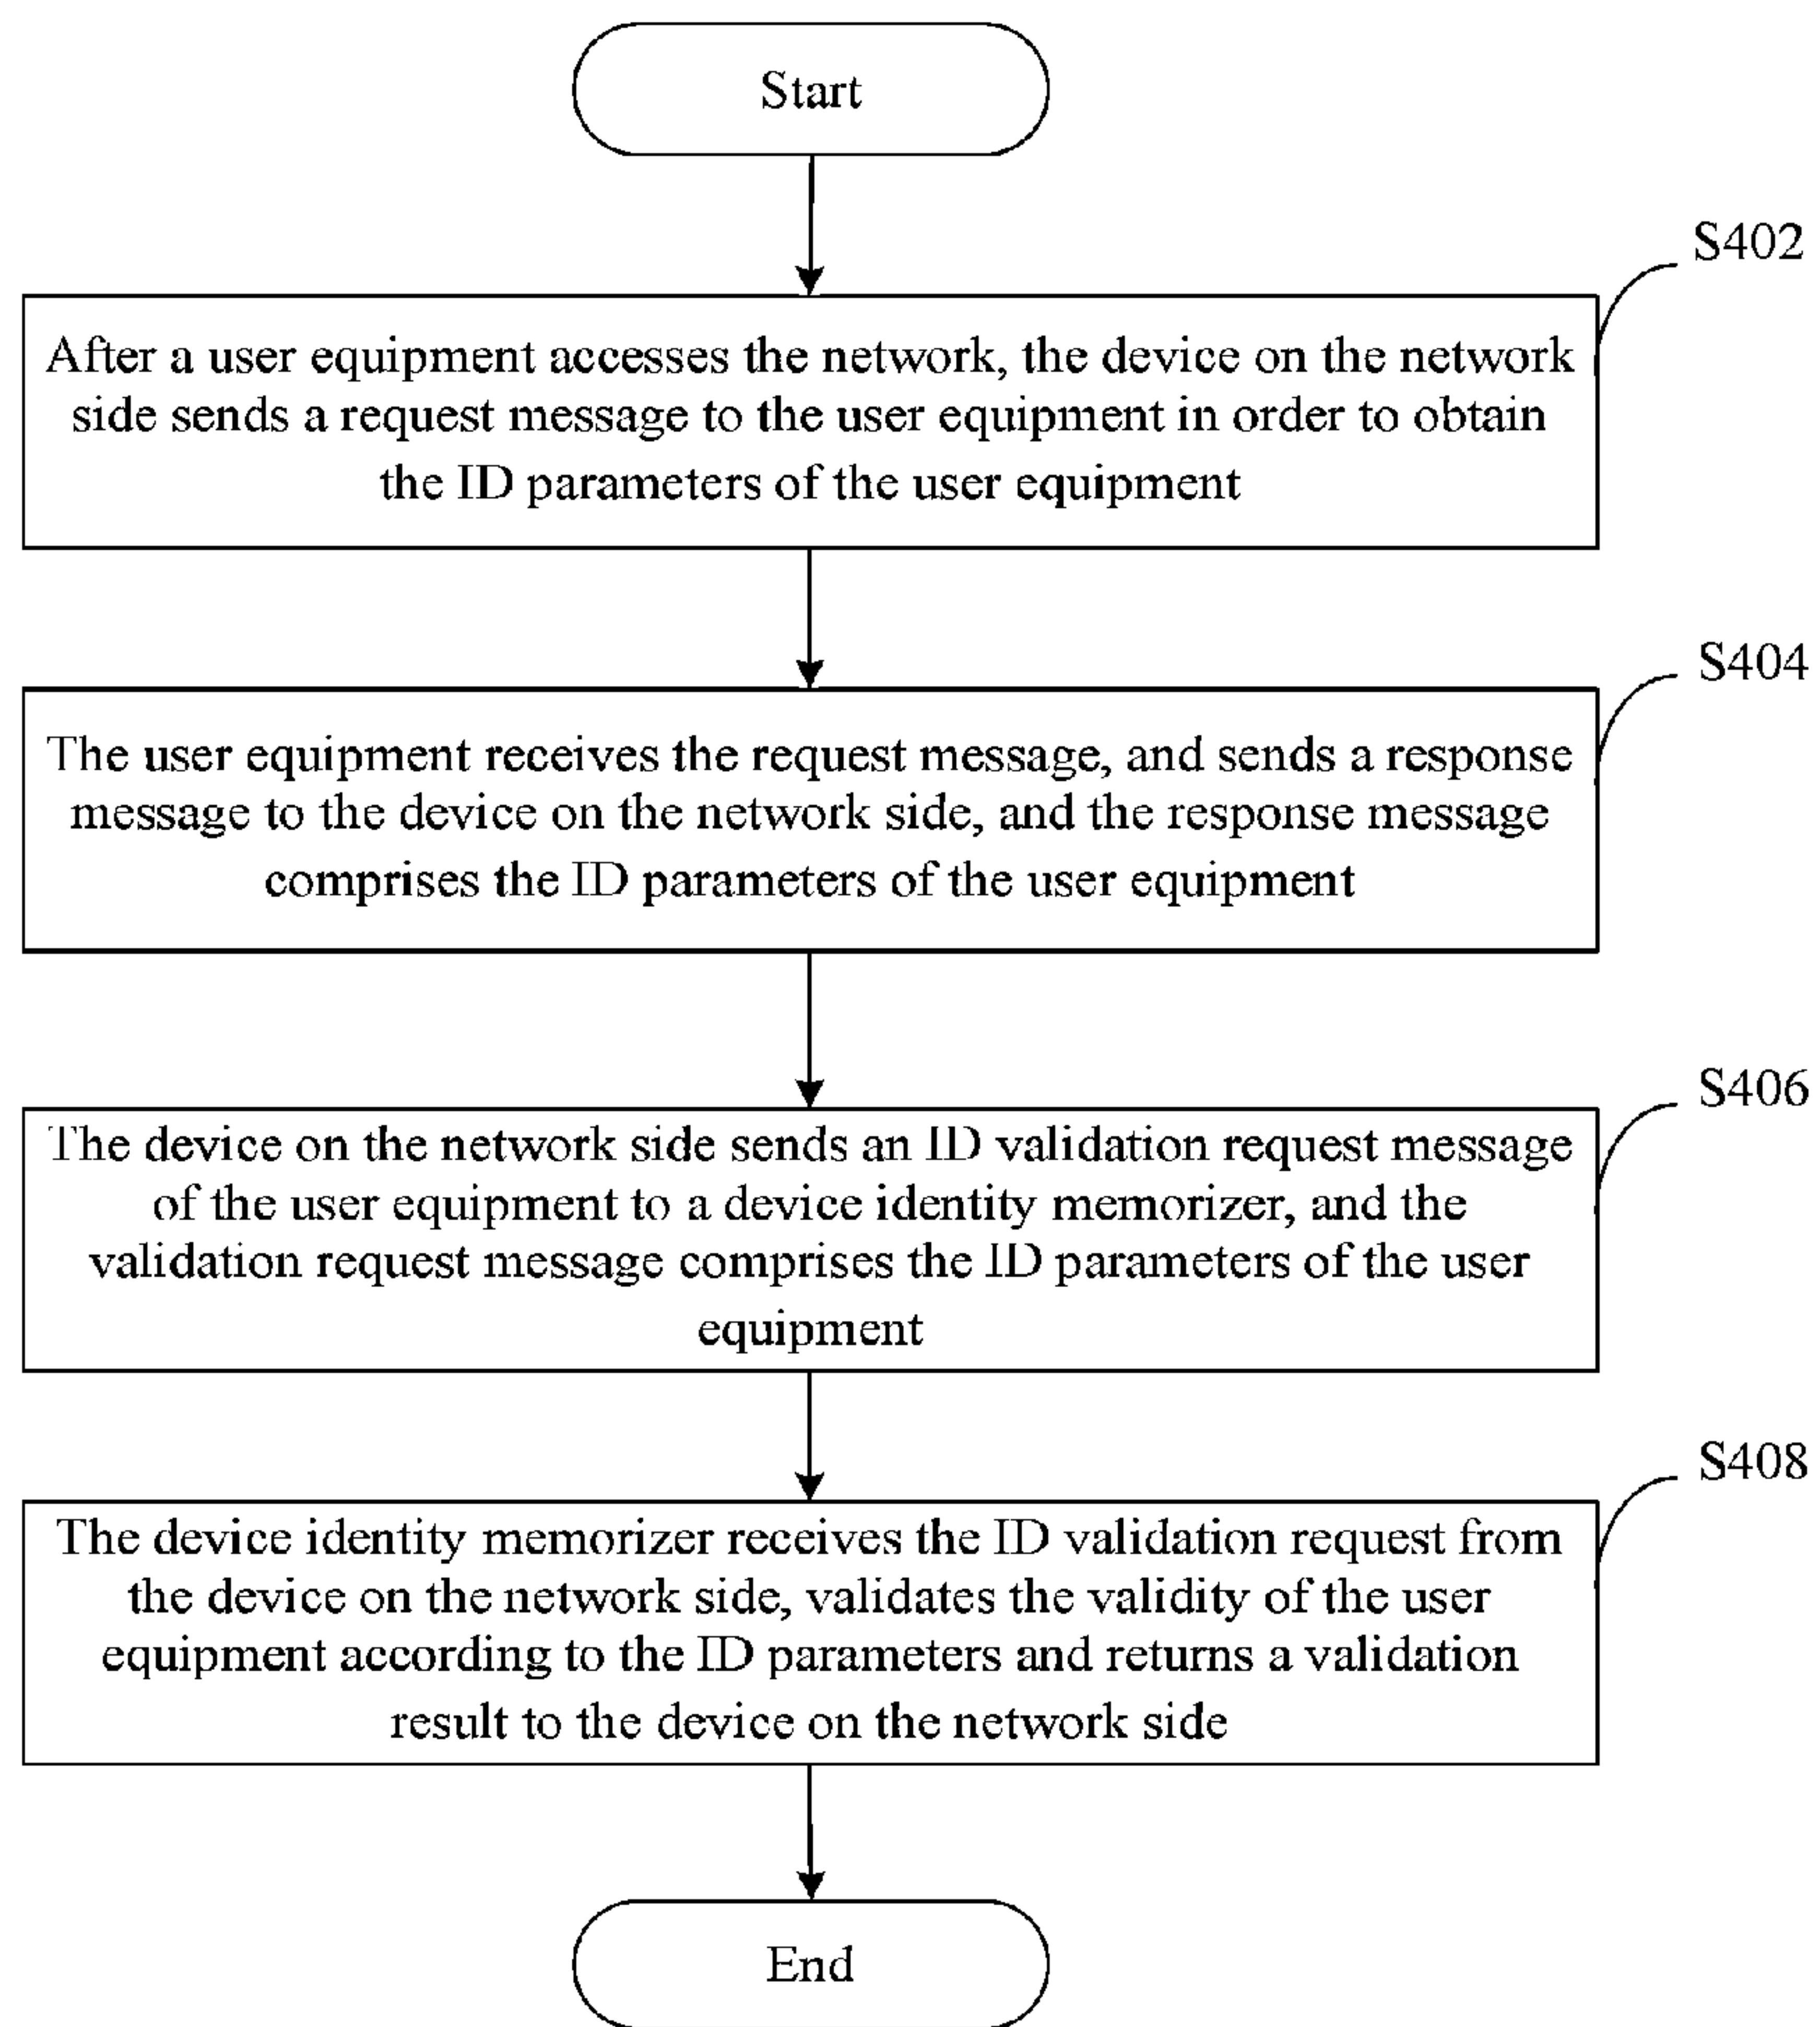 Start
S402
After a user equipment accesses the network, the device on the network
side sends a request message to the user equipment in order to obtain
the ID parameters of the user equipment
S404
The user equipment receives the request message, and sends a response
message to the device on the network side, and the response message
comprises the ID parameters of the user equipment
S406
The device on the network side sends an ID validation request message
of the user equipment to a device identity memorizer, and the
validation request message comprises the ID parameters of the user
equipment
S408
The device identity memorizer receives the ID validation request from
the device on the network side, validates the validity of the user
equipment according to the ID parameters and returns a validation
result to the device on the network side
End